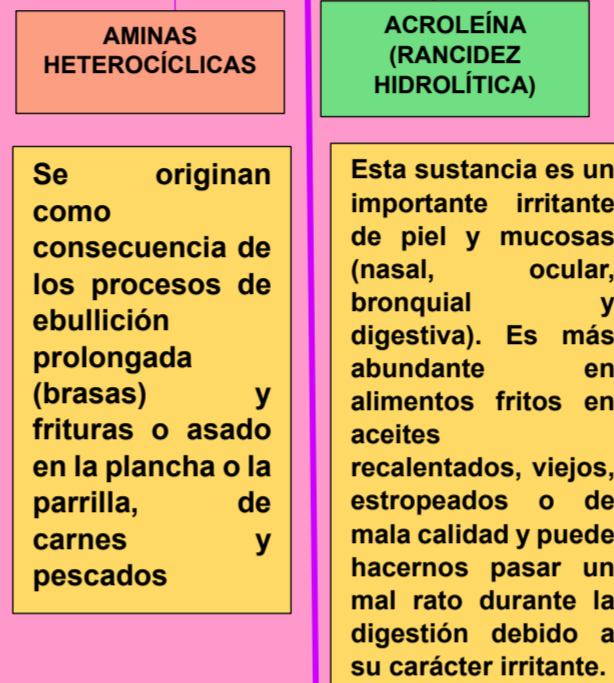 AMINAS
HETEROCÍCLICAS
Se originan
como
consecuencia de
los procesos de
ebullición
prolongada
(brasas) y
frituras o asado
en la plancha o la
parrilla, de
carnes y
pescados
ACROLEÍNA
(RANCIDEZ
HIDROLÍTICA)
Esta sustancia es un
importante irritante
de piel y mucosas
(nasal, ocular,
bronquial y
digestiva). Es más
abundante en
alimentos fritos en
aceites
recalentados, viejos,
estropeados o de
mala calidad y puede
hacernos pasar un
mal rato durante la
digestión debido a
su carácter irritante.